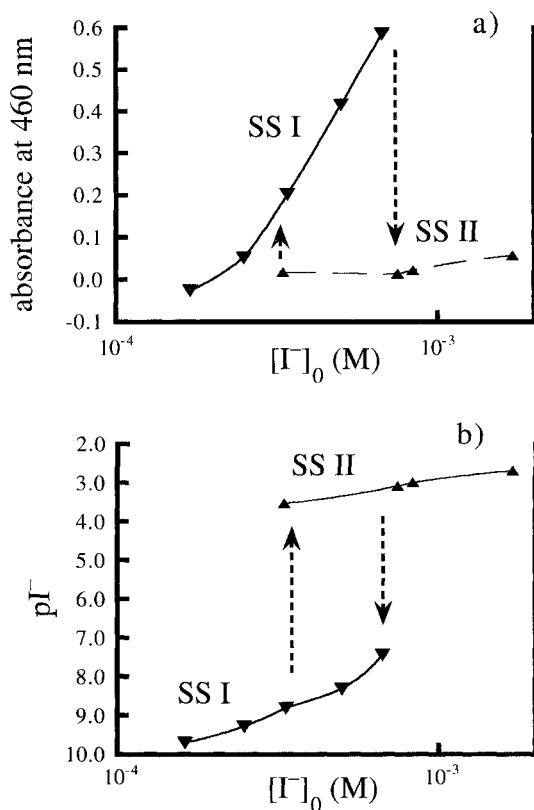 a)
absorbance at 460 nm
0.6
0.5
0.4
0.3
0.2
0.1
0.0
-0.1
SS I
SS II
10⁻⁴
10⁻³
[I⁻]₀ (M)
b)
pI⁻
2.0
3.0
4.0
5.0
6.0
7.0
8.0
9.0
10.0
SS II
SS I
10⁻⁴
10⁻³
[I⁻]₀ (M)